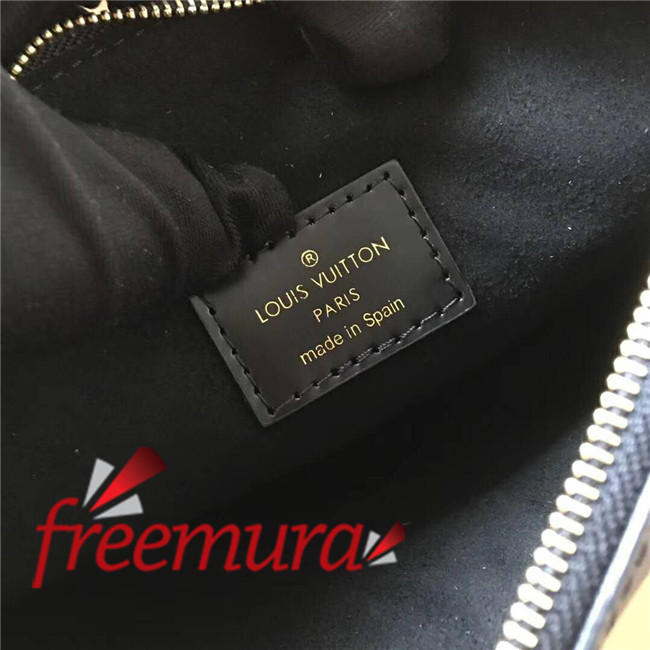 ®
LOUIS VUITTON
PARIS
made in Spain
freemura